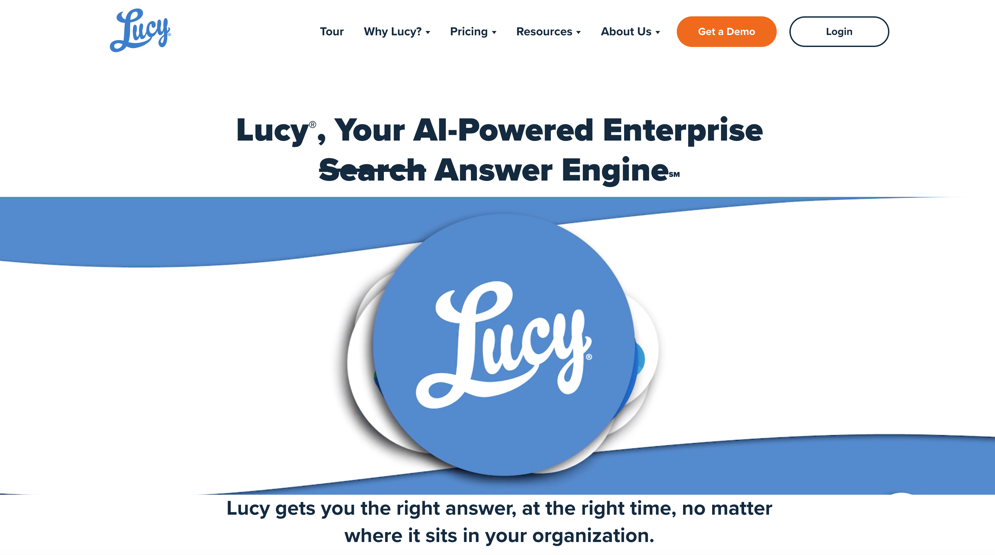 Lucy®
Tour Why Lucy? Pricing Resources About Us Get a Demo Login
Lucy®, Your AI-Powered Enterprise
Search Answer Engine℠
Lucy®
Lucy gets you the right answer, at the right time, no matter
where it sits in your organization.